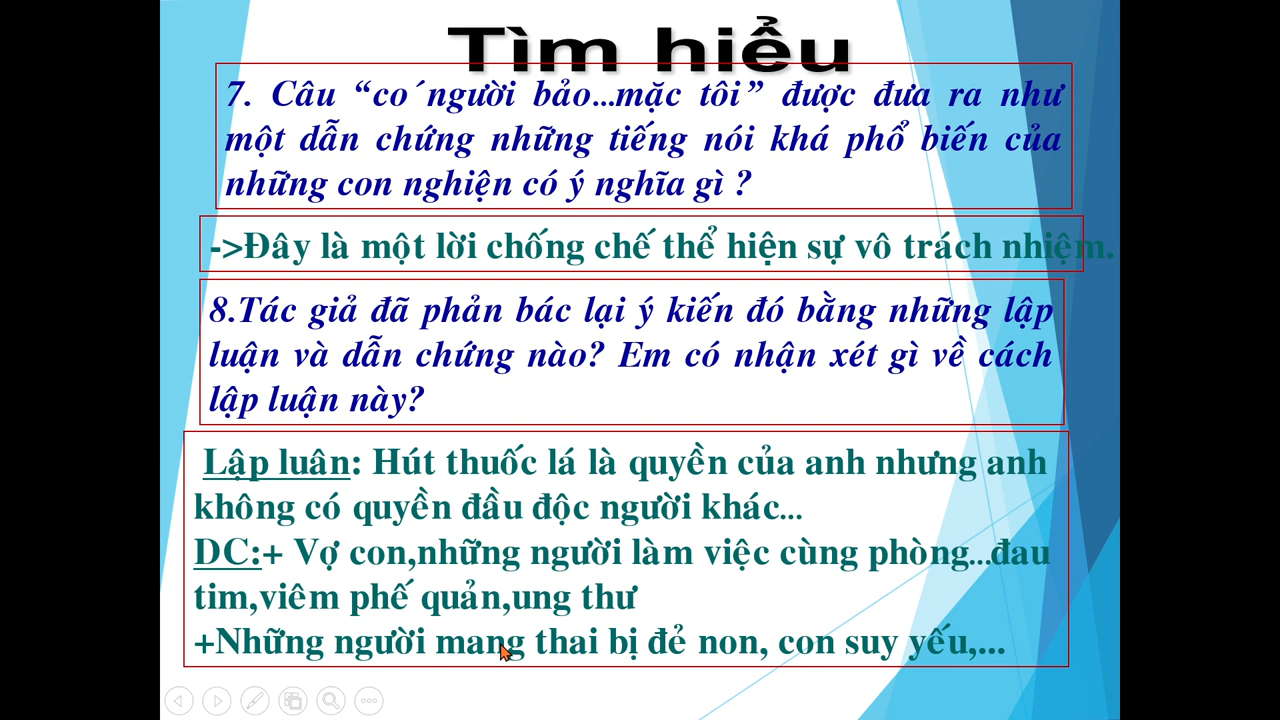 Tìm hiểu
7. Câu “co´người bảo...mặc tôi” được đưa ra như
một dẫn chứng những tiếng nói khá phổ biến của
những con nghiện có ý nghĩa gì ?
->Đây là một lời chống chế thể hiện sự vô trách nhiệm.
8.Tác giả đã phản bác lại ý kiến đó bằng những lập
luận và dẫn chứng nào? Em có nhận xét gì về cách
lập luận này?
Lập luân: Hút thuốc lá là quyền của anh nhưng anh
không có quyền đầu độc người khác...
DC:+ Vợ con,những người làm việc cùng phòng...đau
tim,viêm phế quản,ung thư
+Những người mang thai bị đẻ non, con suy yếu,...